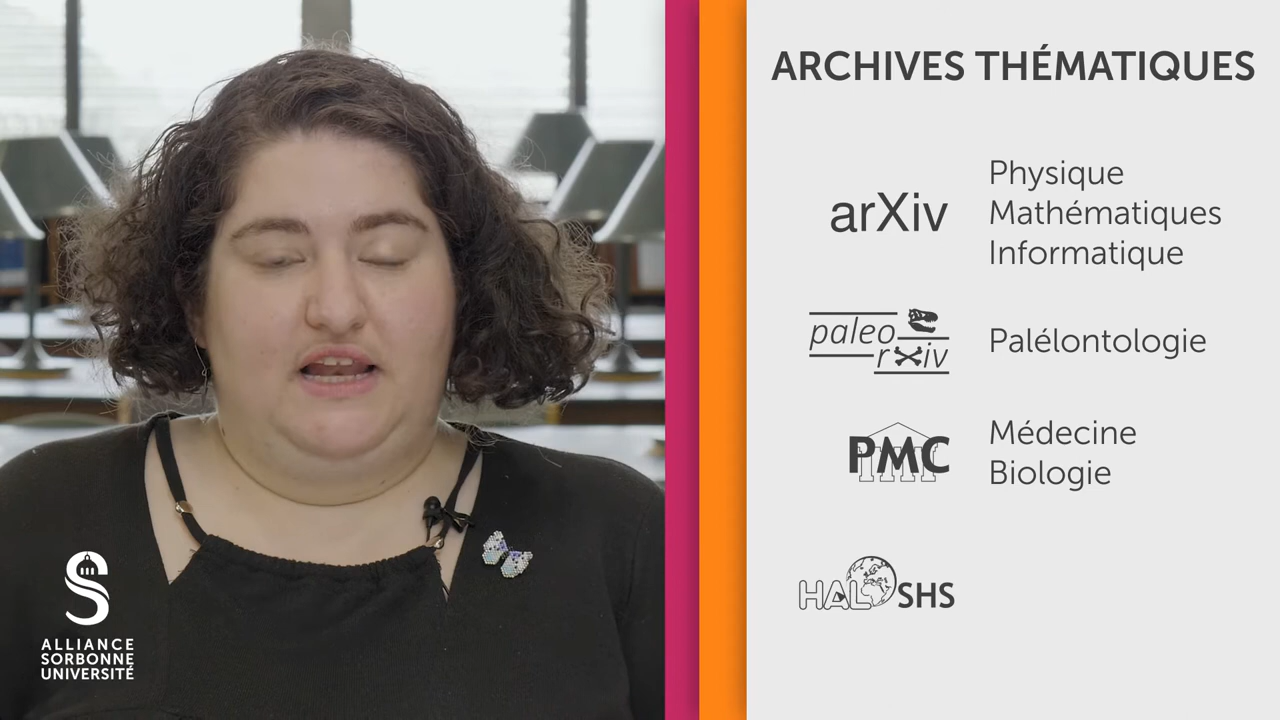 ARCHIVES THÉMATIQUES
arXiv
Physique
Mathématiques
Informatique
paleo
rxiv
Palélontologie
PMC
Médecine
Biologie
HAL SHS
ALLIANCE
SORBONNE
UNIVERSITÉ